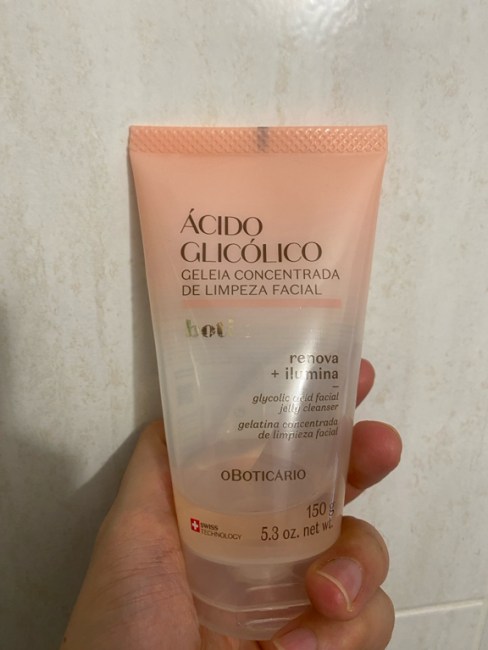 ÁCIDO
GLICÓLICO
GELEIA CONCENTRADA
DE LIMPEZA FACIAL
renova
+ ilumina
glycolic acid facial
jelly cleanser
gelatina concentrada
de limpieza facial
oBOTICÁRIO
150 g
5.3 oz. net wt.
SWISS
TECHNOLOGY